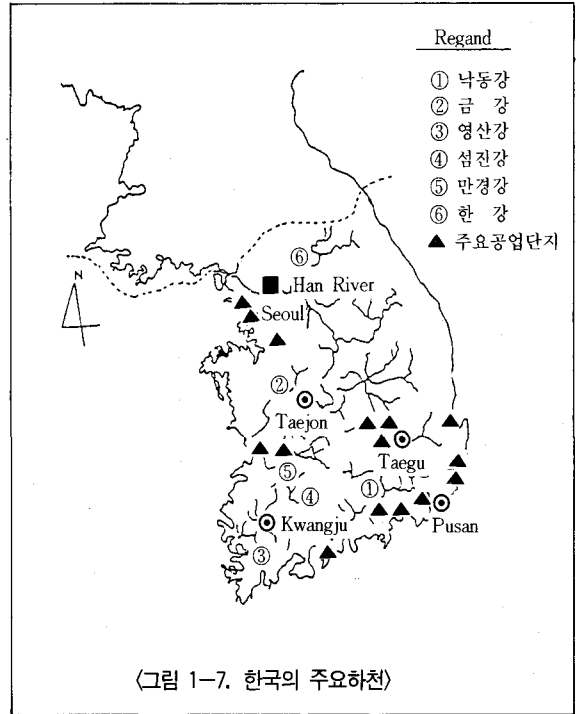 Regand
① 낙동강
② 금 강
③ 영산강
④ 섬진강
⑤ 만경강
⑥ 한 강
▲ 주요공업단지
⑥
N
Han River
Seoul
②
Taejon
Taegu
⑤
④
①
Pusan
Kwangju
③
〈그림 1-7. 한국의 주요하천〉